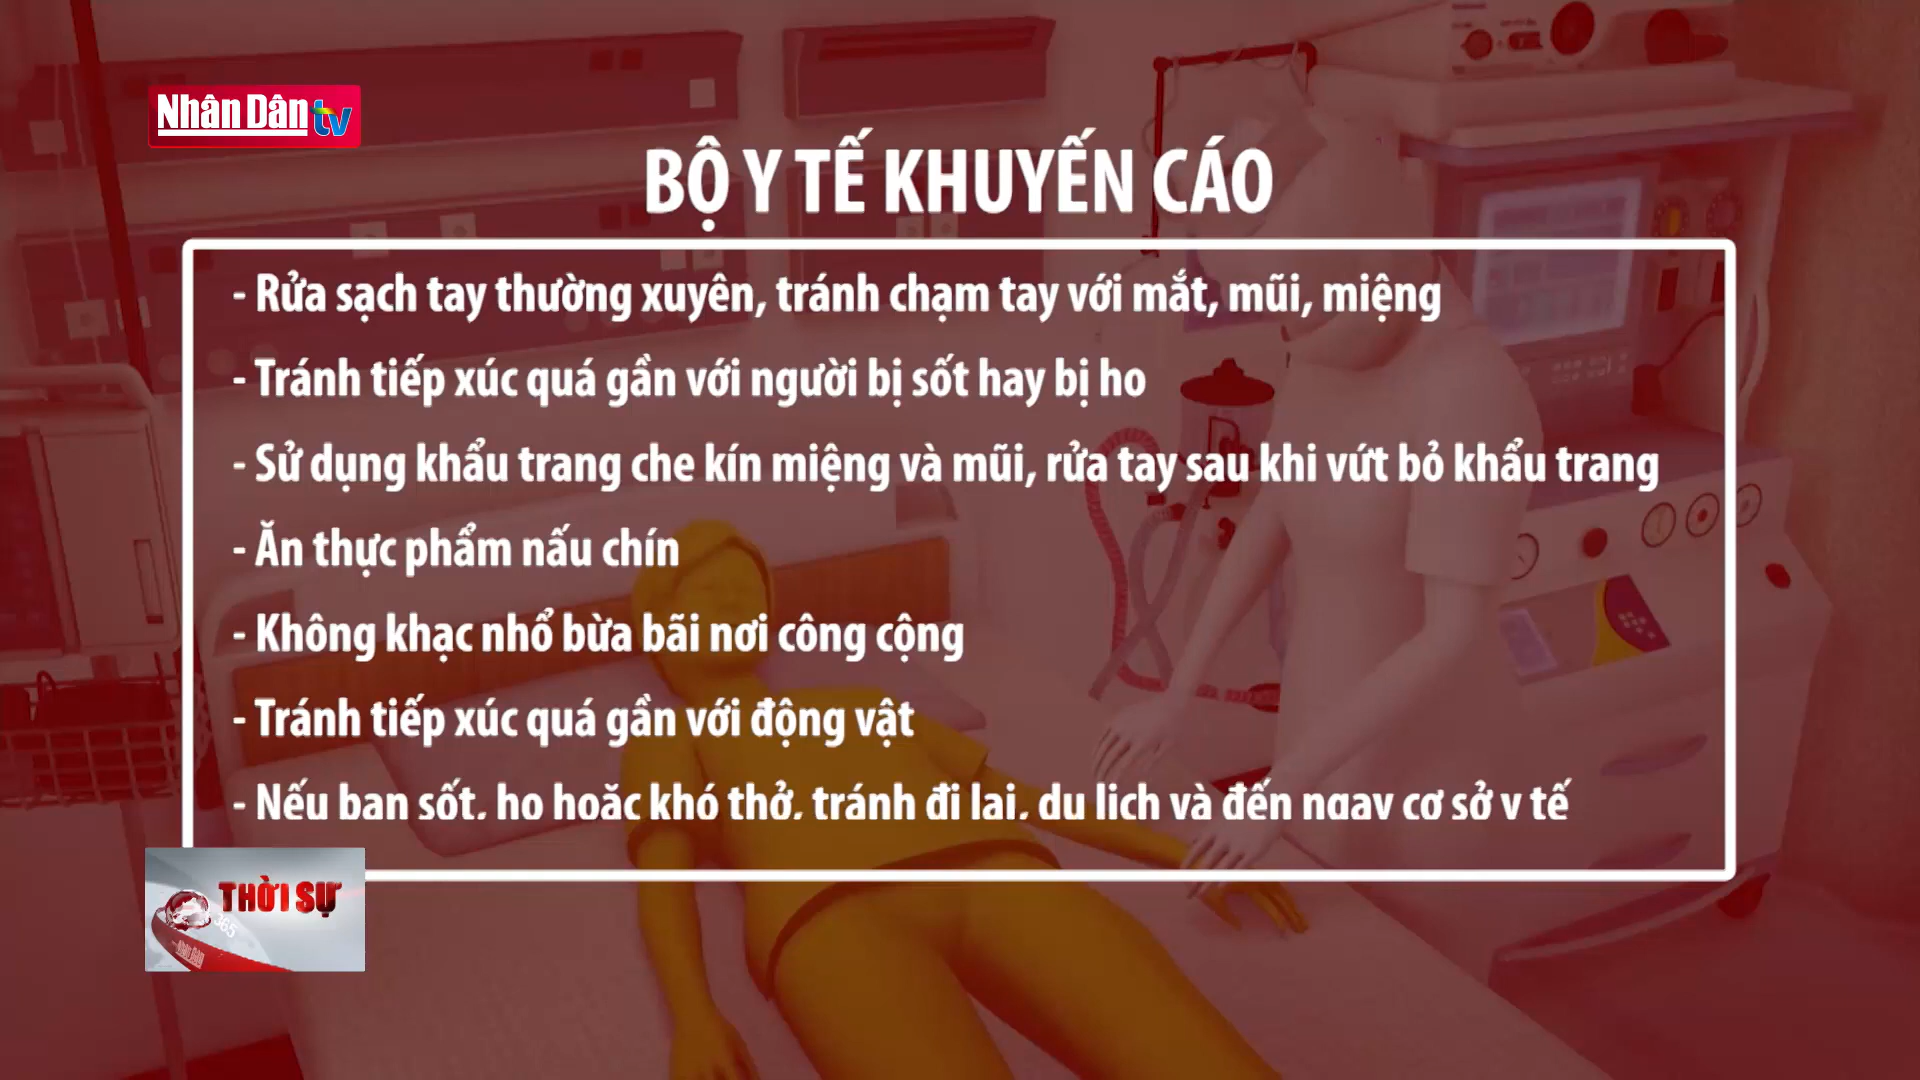 Nhân Dân tv
BỘ Y TẾ KHUYẾN CÁO
- Rửa sạch tay thường xuyên, tránh chạm tay với mắt, mũi, miệng
- Tránh tiếp xúc quá gần với người bị sốt hay bị ho
- Sử dụng khẩu trang che kín miệng và mũi, rửa tay sau khi vứt bỏ khẩu trang
- Ăn thực phẩm nấu chín
- Không khạc nhổ bừa bãi nơi công cộng
- Tránh tiếp xúc quá gần với động vật
- Nếu bạn sốt, ho hoặc khó thở, tránh đi lại, du lịch và đến ngay cơ sở y tế
THỜI SỰ
365
Nhân Dân